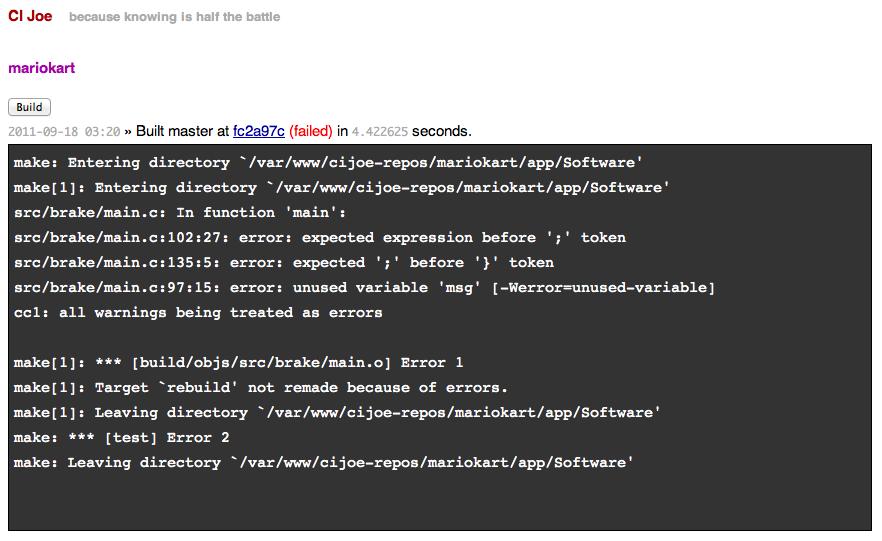 CI Joe because knowing is half the battle
mariokart
Build
2011-09-18 03:20 » Built master at fc2a97c (failed) in 4.422625 seconds.
make: Entering directory `/var/www/cijoe-repos/mariokart/app/Software'
make[1]: Entering directory `/var/www/cijoe-repos/mariokart/app/Software'
src/brake/main.c: In function 'main':
src/brake/main.c:102:27: error: expected expression before ';' token
src/brake/main.c:135:5: error: expected ';' before '}' token
src/brake/main.c:97:15: error: unused variable 'msg' [-Werror=unused-variable]
cc1: all warnings being treated as errors
make[1]: *** [build/objs/src/brake/main.o] Error 1
make[1]: Target `rebuild' not remade because of errors.
make[1]: Leaving directory `/var/www/cijoe-repos/mariokart/app/Software'
make: *** [test] Error 2
make: Leaving directory `/var/www/cijoe-repos/mariokart/app/Software'